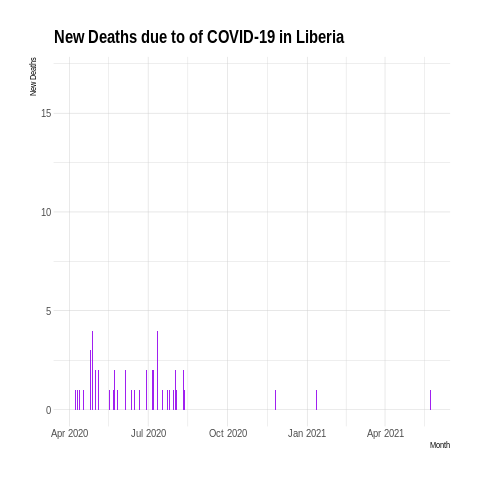 New Deaths due to of COVID-19 in Liberia
New Deaths
15
10
5
0
Apr 2020 Jul 2020 Oct 2020 Jan 2021 Apr 2021
Month